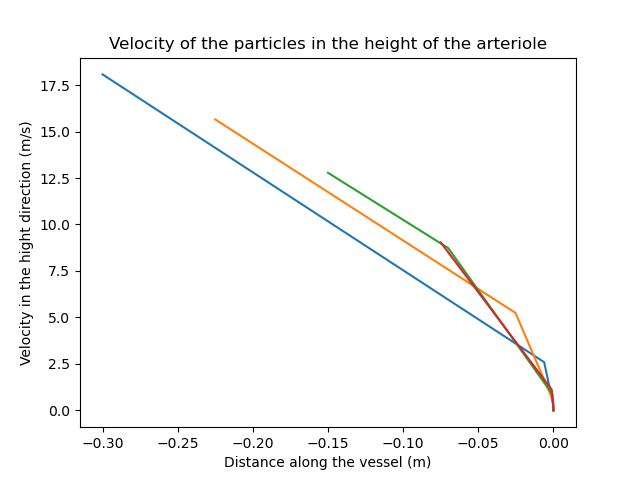 Velocity of the particles in the height of the arteriole
Velocity in the hight direction (m/s)
17.5
15.0
12.5
10.0
7.5
5.0
2.5
0.0
−0.30 −0.25 −0.20 −0.15 −0.10 −0.05 0.00
Distance along the vessel (m)